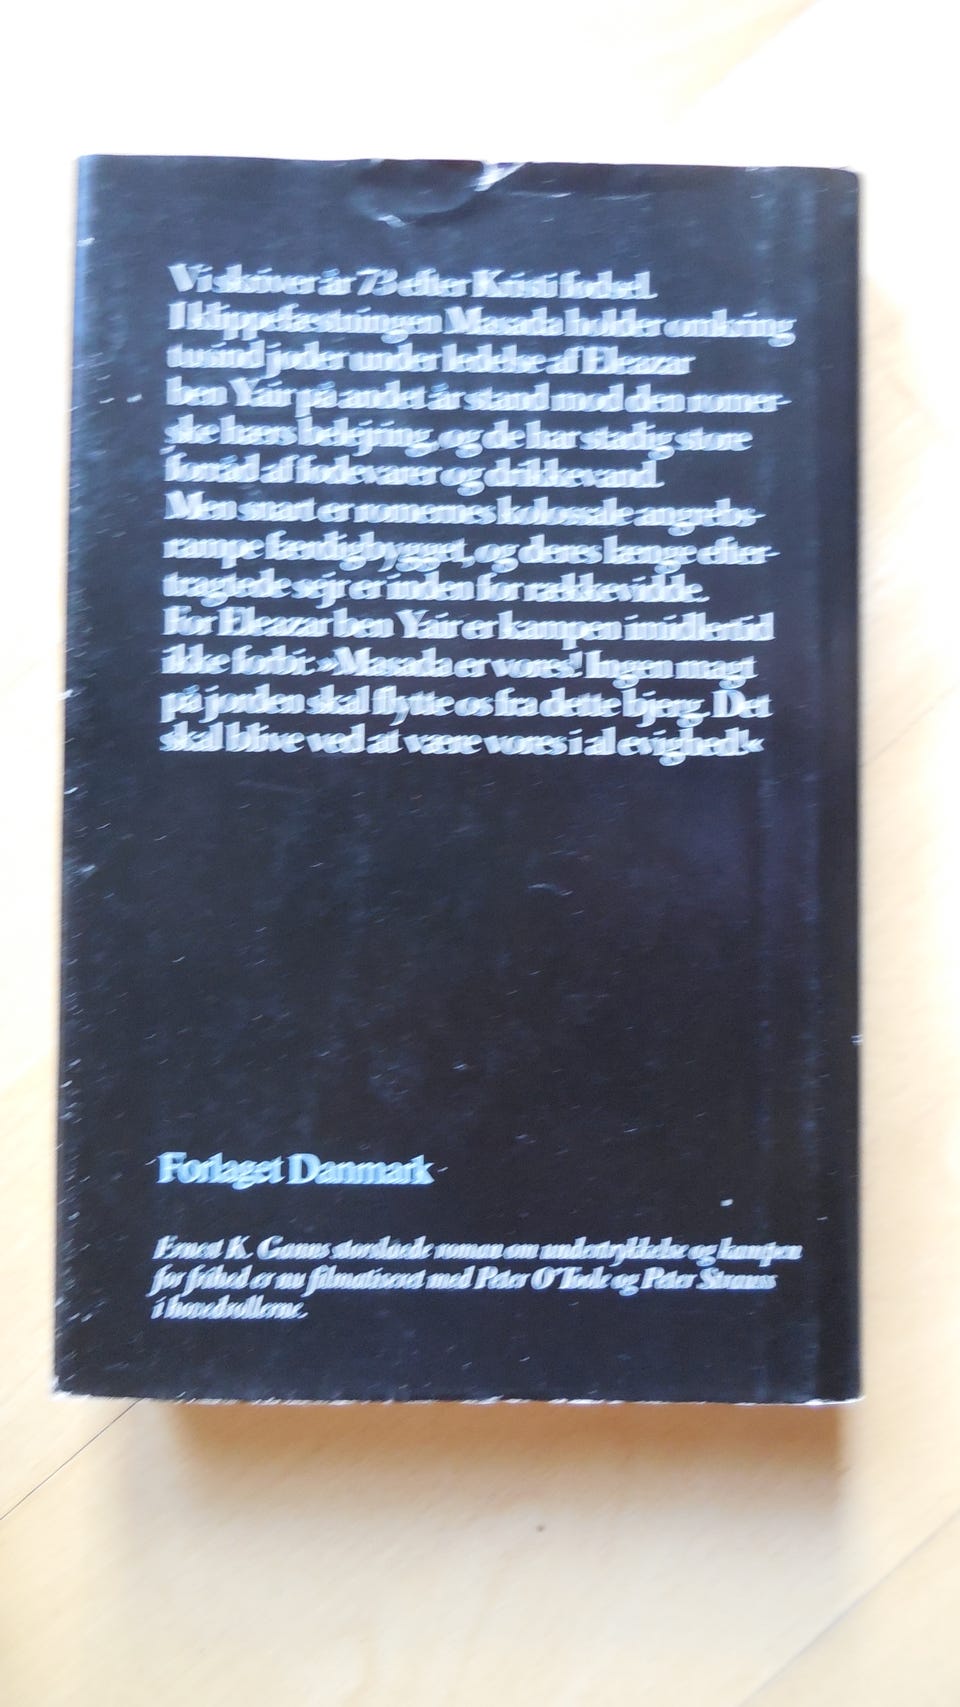 Vi skriver år 73 efter Kristi fødsel.
I klippefæstningen Masada holder omkring
tusind jøder under ledelse af Eleazar
ben Yair på andet år stand mod den romer-
ske hærs belejring, og de har stadig store
forråd af fødevarer og drikkevand.
Men snart er romernes kolossale angrebs-
rampe færdigbygget, og deres længe efter-
tragtede sejr er inden for rækkevidde.
For Eleazar ben Yair er kampen imidlertid
ikke forbi: »Masada er vores! Ingen magt
på jorden skal flytte os fra dette bjerg. Det
skal blive ved at være vores i al evighed!«
Forlaget Danmark
Ernest K. Ganns storslåede roman om undertrykkelse og kampen
for frihed er nu filmatiseret med Peter O'Toole og Peter Strauss
i hovedrollerne.